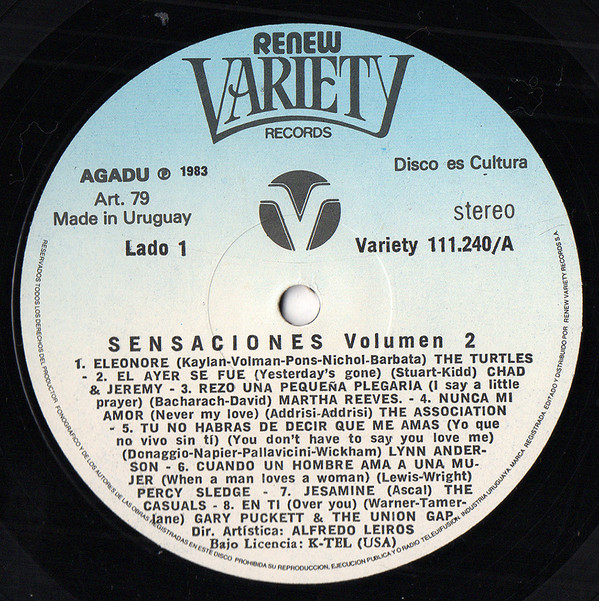 RENEW
VARIETY
RECORDS
AGADU ℗ 1983
Disco es Cultura
Art. 79
Made in Uruguay
stereo
Lado 1
Variety 111.240/A
SENSACIONES Volumen 2
1. ELEONORE (Kaylan-Volman-Pons-Nichol-Barbata) THE TURTLES
- 2. EL AYER SE FUE (Yesterday's gone) (Stuart-Kidd) CHAD
& JEREMY - 3. REZO UNA PEQUEÑA PLEGARIA (I say a little
prayer) (Bacharach-David) MARTHA REEVES. - 4. NUNCA MI
AMOR (Never my love) (Addrisi-Addrisi) THE ASSOCIATION
- 5. TU NO HABRAS DE DECIR QUE ME AMAS (Yo que
no vivo sin ti) (You don't have to say you love me)
(Donaggio-Napier-Pallavicini-Wickham) LYNN ANDER-
SON - 6. CUANDO UN HOMBRE AMA A UNA MU-
JER (When a man loves a woman) (Lewis-Wright)
PERCY SLEDGE - 7. JESAMINE (Ascal) THE
CASUALS - 8. EN TI (Over you) (Warner-Tamer-
lane) GARY PUCKETT & THE UNION GAP.
Dir. Artística: ALFREDO LEIROS
Bajo Licencia: K-TEL (USA)
RESERVADOS TODOS LOS DERECHOS DEL PRODUCTOR FONOGRAFICO Y DE LOS AUTORES DE LAS OBRAS REGISTRADAS EN ESTE DISCO PROHIBIDA SU REPRODUCCION, EJECUCION PUBLICA Y/O RADIO TELEDIFUSION. INDUSTRIA URUGUAYA. MARCA REGISTRADA. EDITADO Y DISTRIBUIDO POR RENEW VARIETY RECORDS S.A.